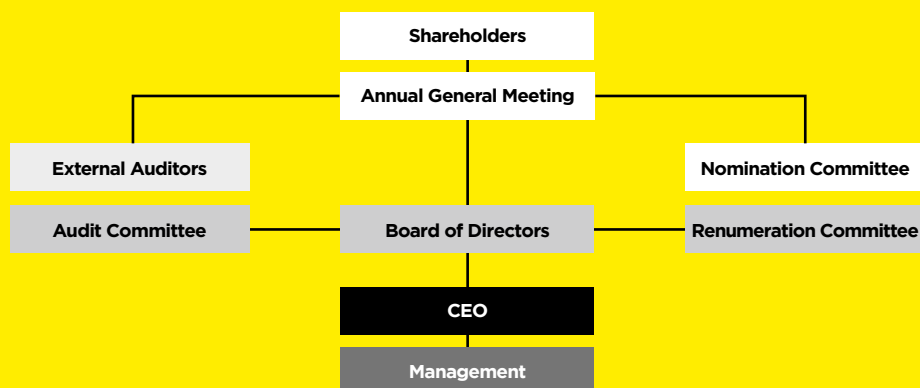 Shareholders
Annual General Meeting
External Auditors
Nomination Committee
Audit Committee
Board of Directors
Renumeration Committee
CEO
Management